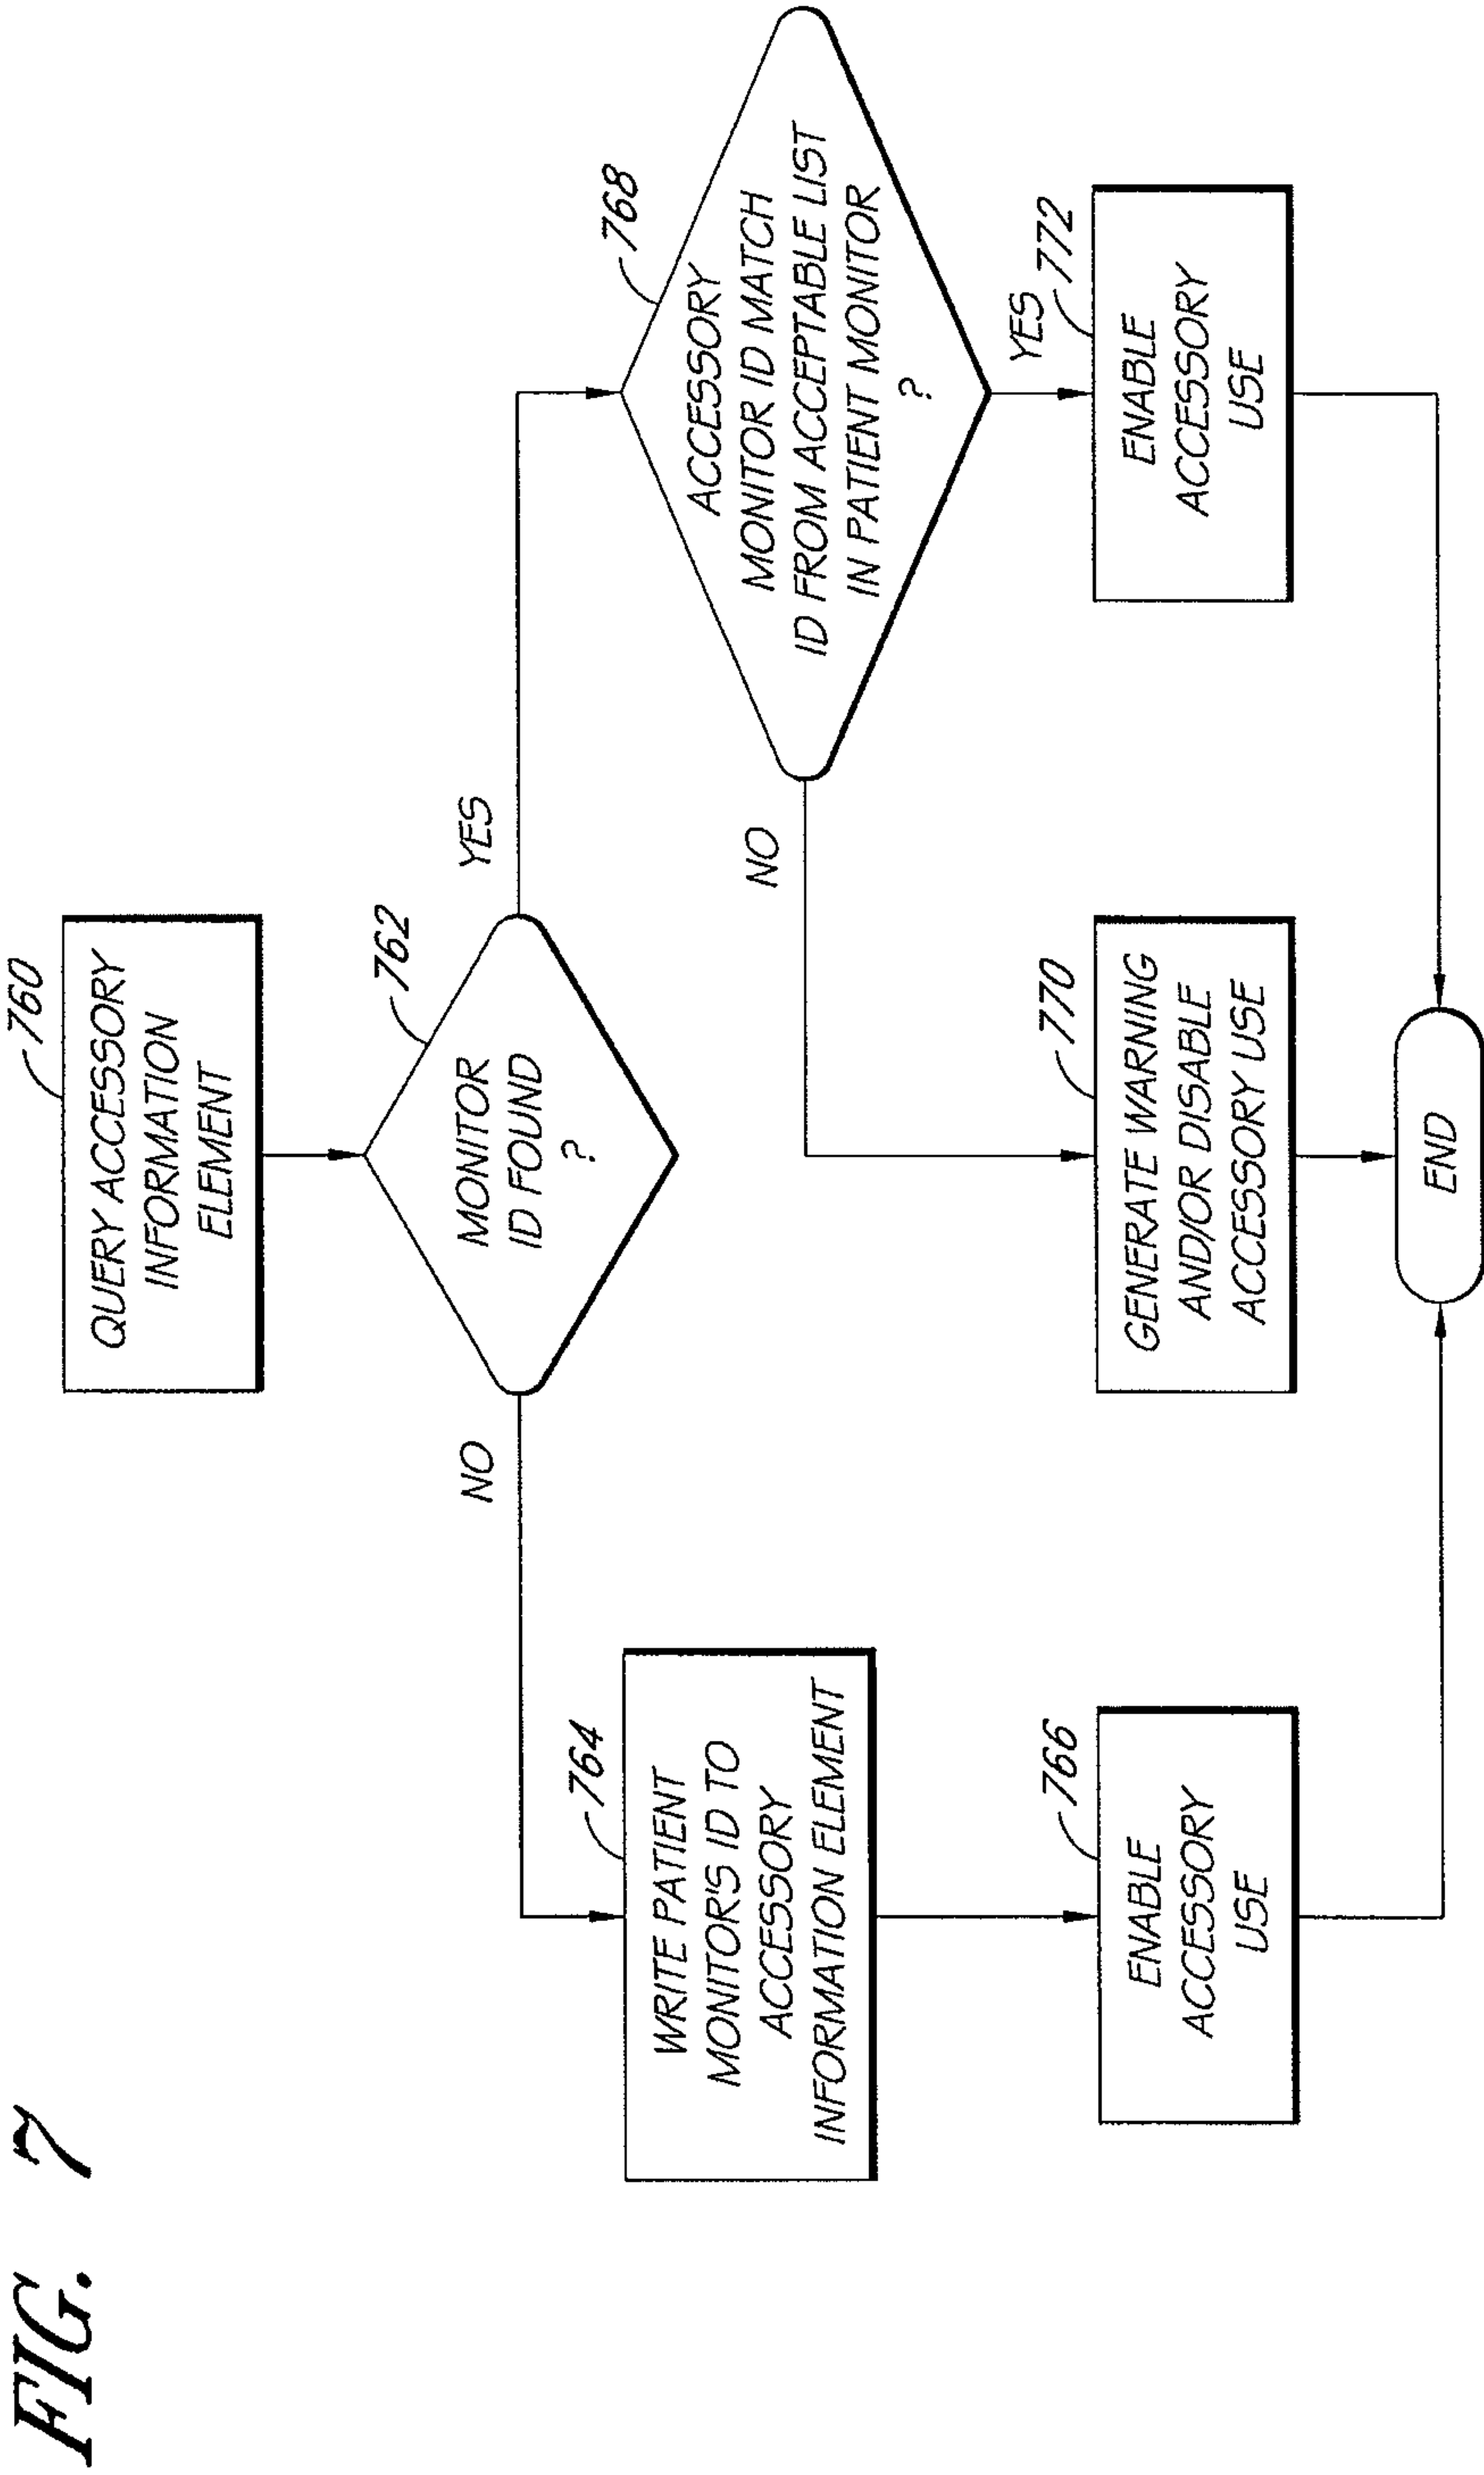 FIG. 7
760
QUERY ACCESSORY
INFORMATION
ELEMENT
762
MONITOR
ID FOUND
?
NO
YES
764
WRITE PATIENT
MONITOR'S ID TO
ACCESSORY
INFORMATION ELEMENT
766
ENABLE
ACCESSORY
USE
768
ACCESSORY
MONITOR ID MATCH
ID FROM ACCEPTABLE LIST
IN PATIENT MONITOR
?
NO
YES
770
GENERATE WARNING
AND/OR DISABLE
ACCESSORY USE
772
ENABLE
ACCESSORY
USE
END